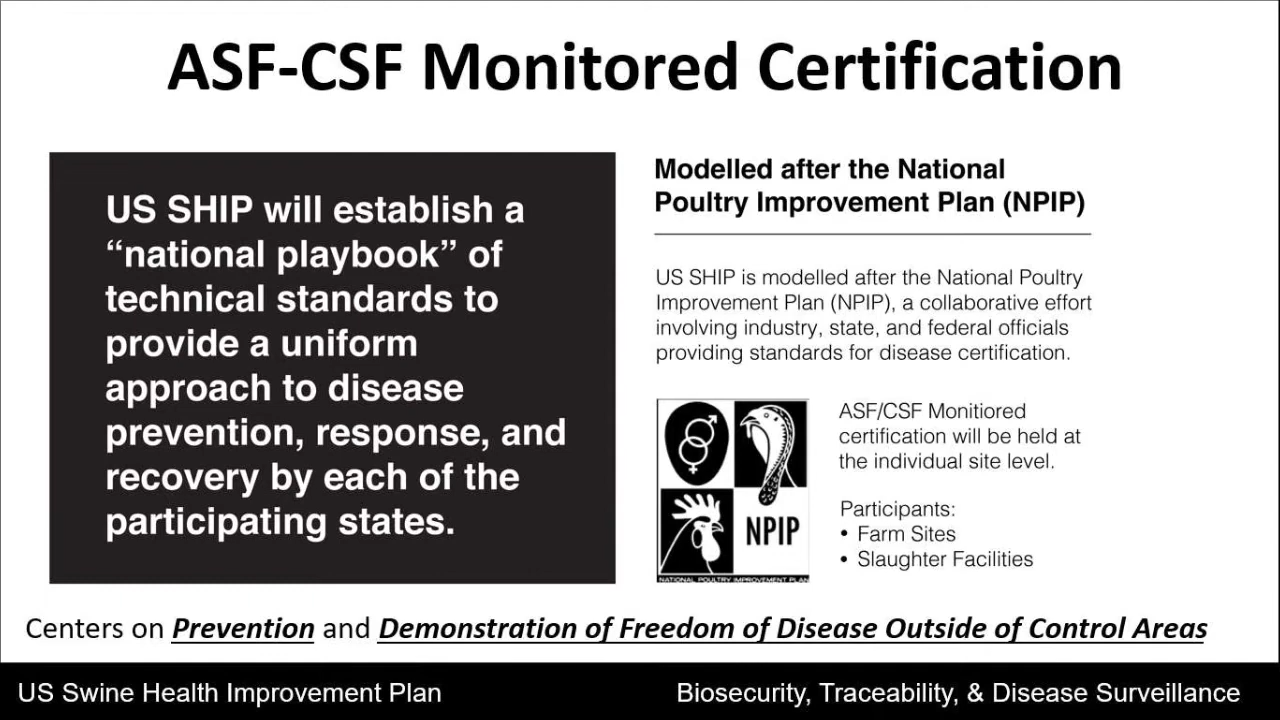 ASF-CSF Monitored Certification
US SHIP will establish a
“national playbook” of
technical standards to
provide a uniform
approach to disease
prevention, response, and
recovery by each of the
participating states.
Modelled after the National
Poultry Improvement Plan (NPIP)
US SHIP is modelled after the National Poultry
Improvement Plan (NPIP), a collaborative effort
involving industry, state, and federal officials
providing standards for disease certification.
NPIP
NATIONAL POULTRY IMPROVEMENT PLAN
ASF/CSF Monitiored
certification will be held at
the individual site level.
Participants:
• Farm Sites
• Slaughter Facilities
Centers on Prevention and Demonstration of Freedom of Disease Outside of Control Areas
US Swine Health Improvement Plan
Biosecurity, Traceability, & Disease Surveillance